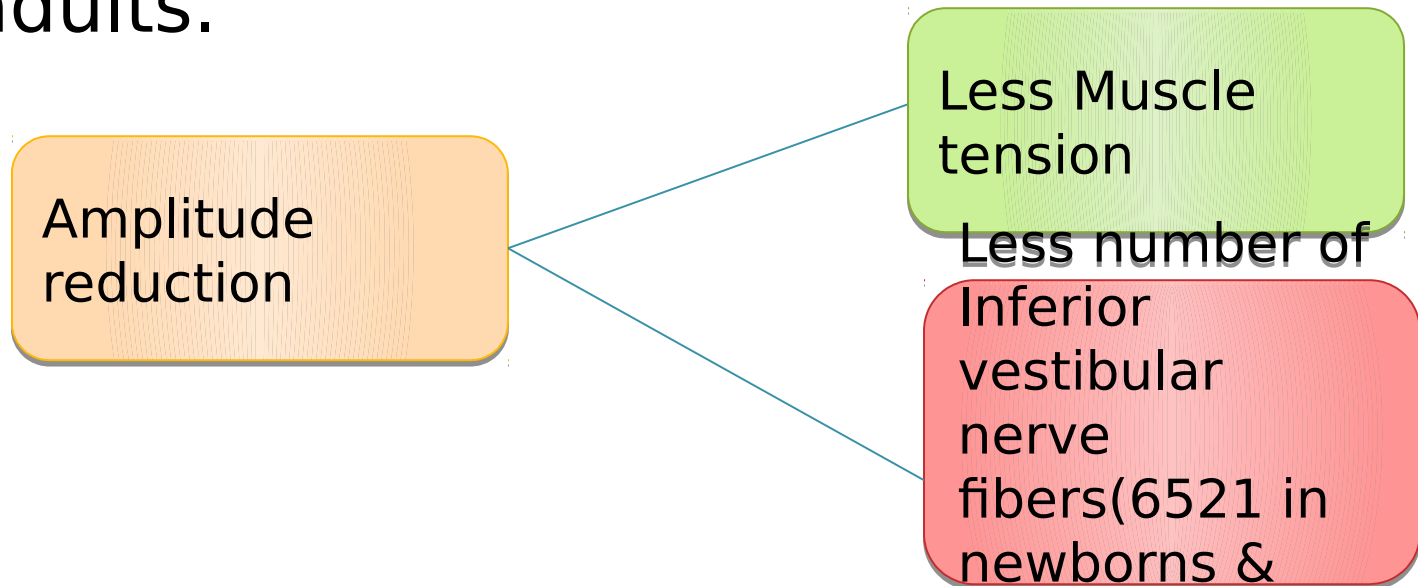 adults.
Amplitude
reduction
Less Muscle
tension
Less number of
Inferior
vestibular
nerve
fibers(6521 in
newborns &